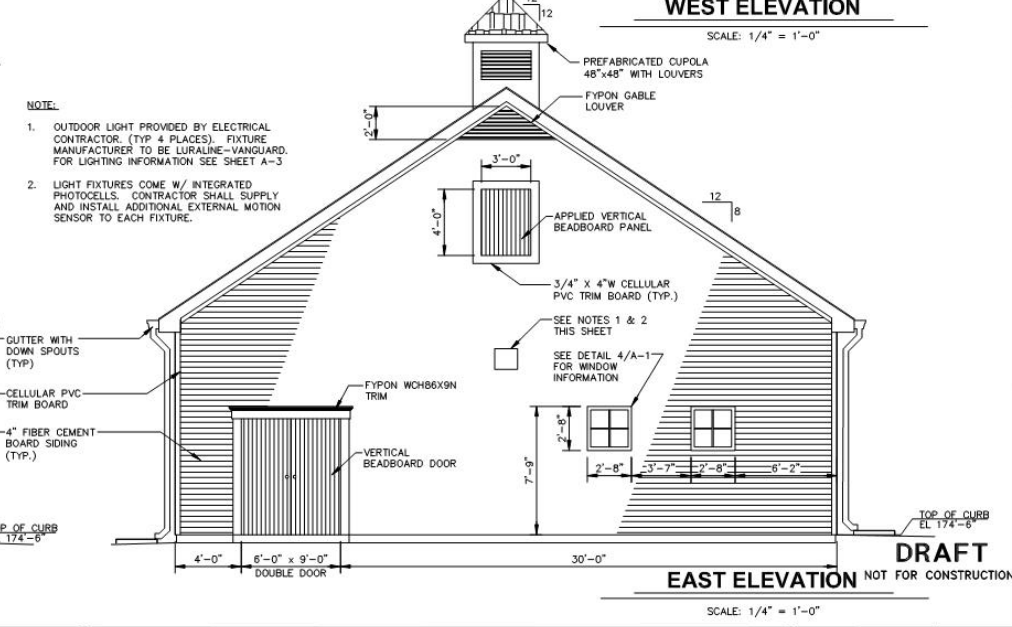 WEST ELEVATION
SCALE: 1/4" = 1'-0"
12
12
PREFABRICATED CUPOLA
48"x48" WITH LOUVERS
FYPON GABLE
LOUVER
NOTE:
1. OUTDOOR LIGHT PROVIDED BY ELECTRICAL
CONTRACTOR. (TYP 4 PLACES). FIXTURE
MANUFACTURER TO BE LURALINE-VANGUARD.
FOR LIGHTING INFORMATION SEE SHEET A-3
2. LIGHT FIXTURES COME W/ INTEGRATED
PHOTOCELLS. CONTRACTOR SHALL SUPPLY
AND INSTALL ADDITIONAL EXTERNAL MOTION
SENSOR TO EACH FIXTURE.
2'-0"
3'-0"
4'-0"
12
8
APPLIED VERTICAL
BEADBOARD PANEL
3/4" X 4"W CELLULAR
PVC TRIM BOARD (TYP.)
SEE NOTES 1 & 2
THIS SHEET
SEE DETAIL 4/A-1
FOR WINDOW
INFORMATION
GUTTER WITH
DOWN SPOUTS
(TYP)
CELLULAR PVC
TRIM BOARD
4" FIBER CEMENT
BOARD SIDING
(TYP.)
FYPON WCH86X9N
TRIM
VERTICAL
BEADBOARD DOOR
7'-9"
2'-8"
2'-8"
3'-7"
2'-8"
6'-2"
P OF CURB
174'-6"
TOP OF CURB
EL 174'-6"
4'-0"
6'-0" x 9'-0"
DOUBLE DOOR
30'-0"
DRAFT
NOT FOR CONSTRUCTION
EAST ELEVATION
SCALE: 1/4" = 1'-0"